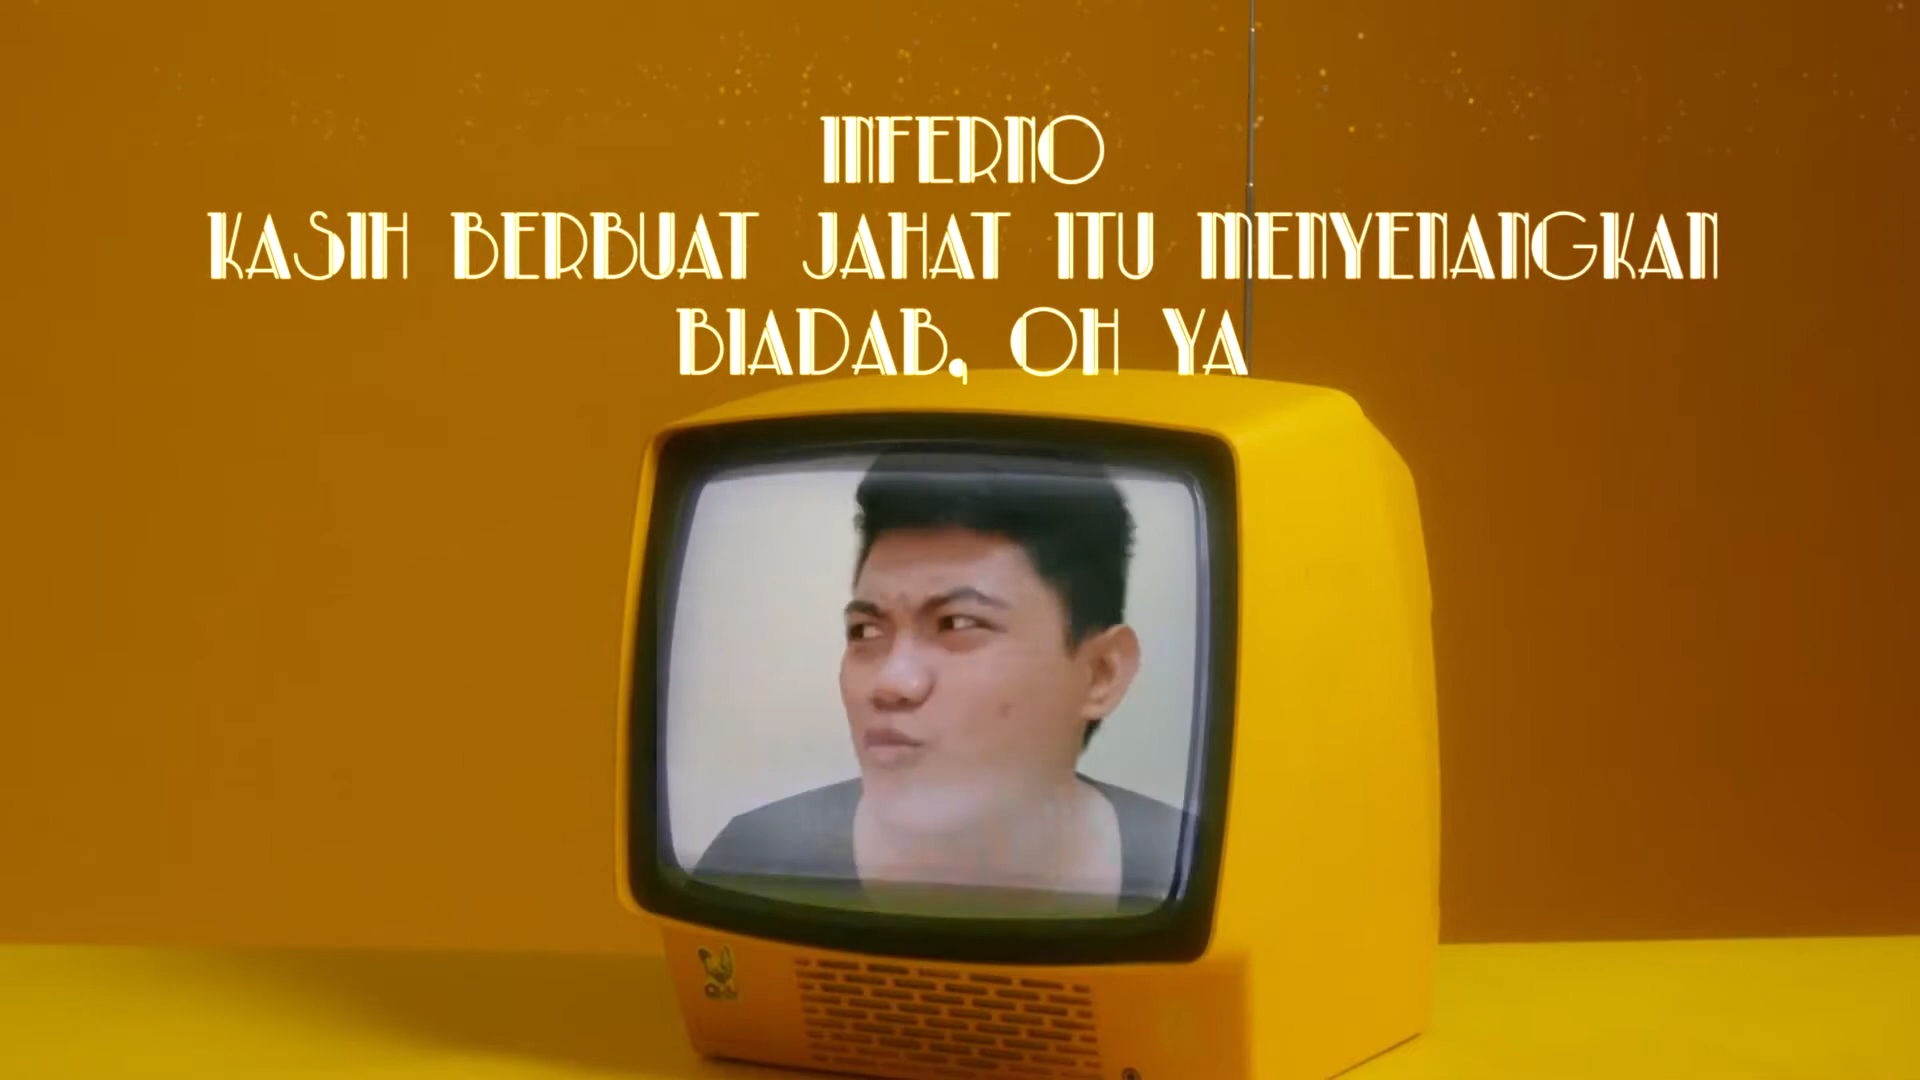 INFERNO
KASIH BERBUAT JAHAT ITU MENYENANGKAN
BIADAB, OH YA